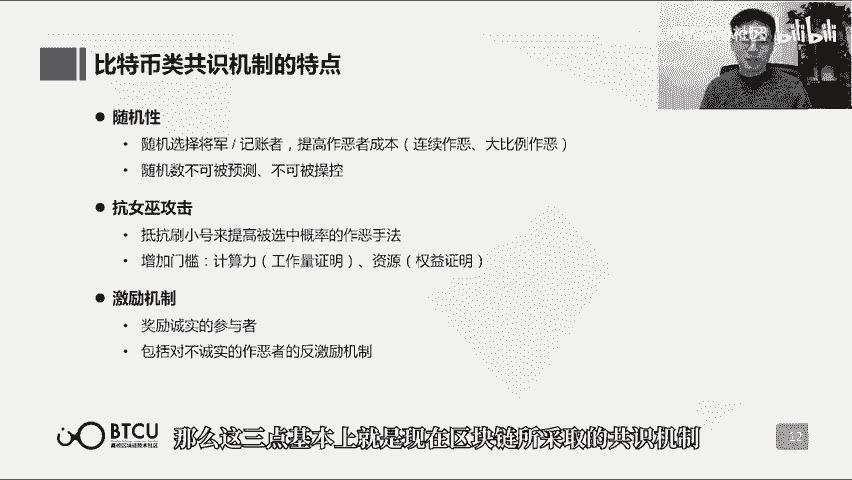 bilibili
比特币类共识机制的特点
● 随机性
• 随机选择将军 / 记账者，提高作恶者成本（连续作恶、大比例作恶）
• 随机数不可被预测、不可被操控
● 抗女巫攻击
• 抵抗刷小号来提高被选中概率的作恶手法
• 增加门槛：计算力（工作量证明）、资源（权益证明）
● 激励机制
• 奖励诚实的参与者
• 包括对不诚实的作恶者的反激励机制
BTCU
那么这三点基本上就是现在区块链所采取的共识机制
12